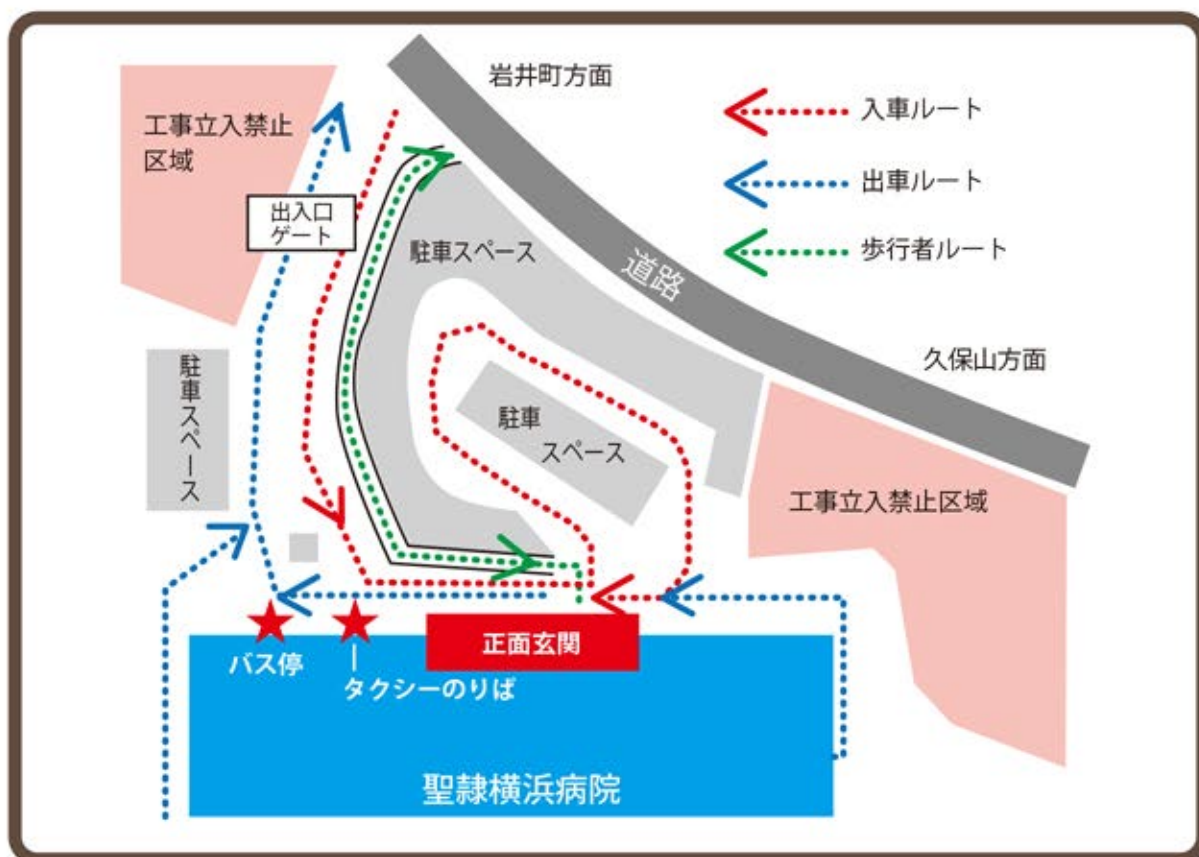 岩井町方面
工事立入禁止
区域
入車ルート
出車ルート
歩行者ルート
出入口
ゲート
駐車スペース
道路
久保山方面
駐車スペース
駐車
スペース
工事立入禁止区域
正面玄関
バス停
タクシーのりば
聖隷横浜病院